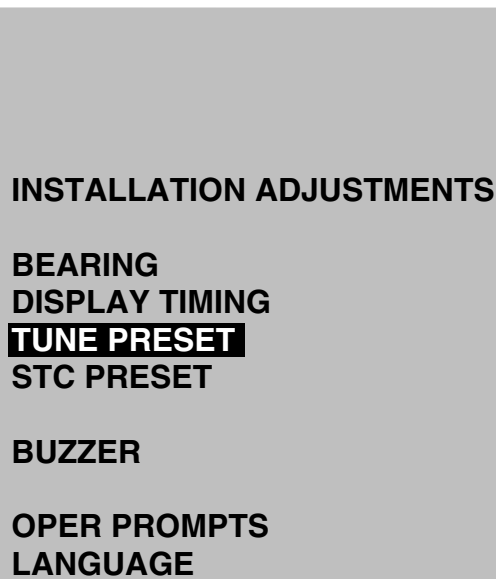 INSTALLATION ADJUSTMENTS
BEARING
DISPLAY TIMING
TUNE PRESET
STC PRESET
BUZZER
OPER PROMPTS
LANGUAGE